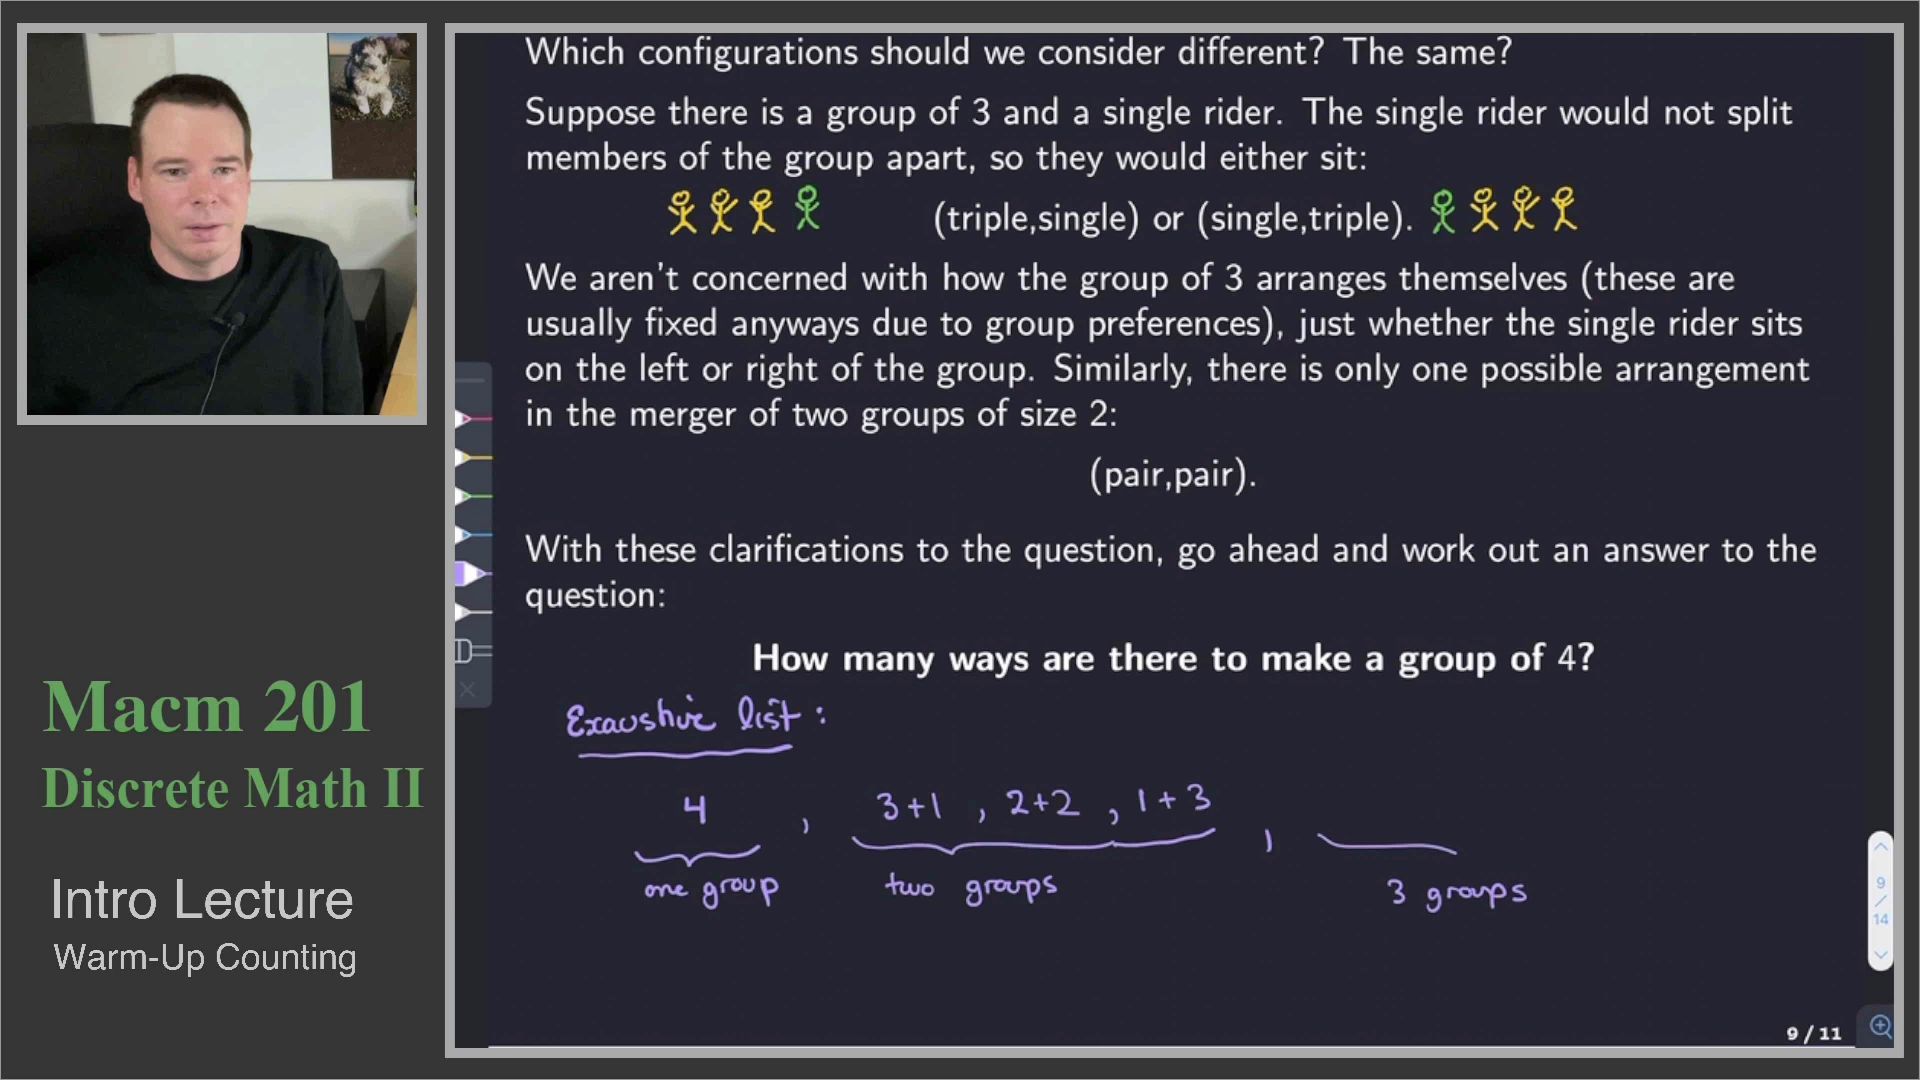 Which configurations should we consider different? The same?
Suppose there is a group of 3 and a single rider. The single rider would not split
members of the group apart, so they would either sit:
(triple,single) or (single,triple).
We aren't concerned with how the group of 3 arranges themselves (these are
usually fixed anyways due to group preferences), just whether the single rider sits
on the left or right of the group. Similarly, there is only one possible arrangement
in the merger of two groups of size 2:
(pair,pair).
With these clarifications to the question, go ahead and work out an answer to the
question:
How many ways are there to make a group of 4?
Exaustive list:
4 , 3+1 , 2+2 , 1+3 ,
one group two groups 3 groups
9 / 11
9
/
14
Macm 201
Discrete Math II
Intro Lecture
Warm-Up Counting